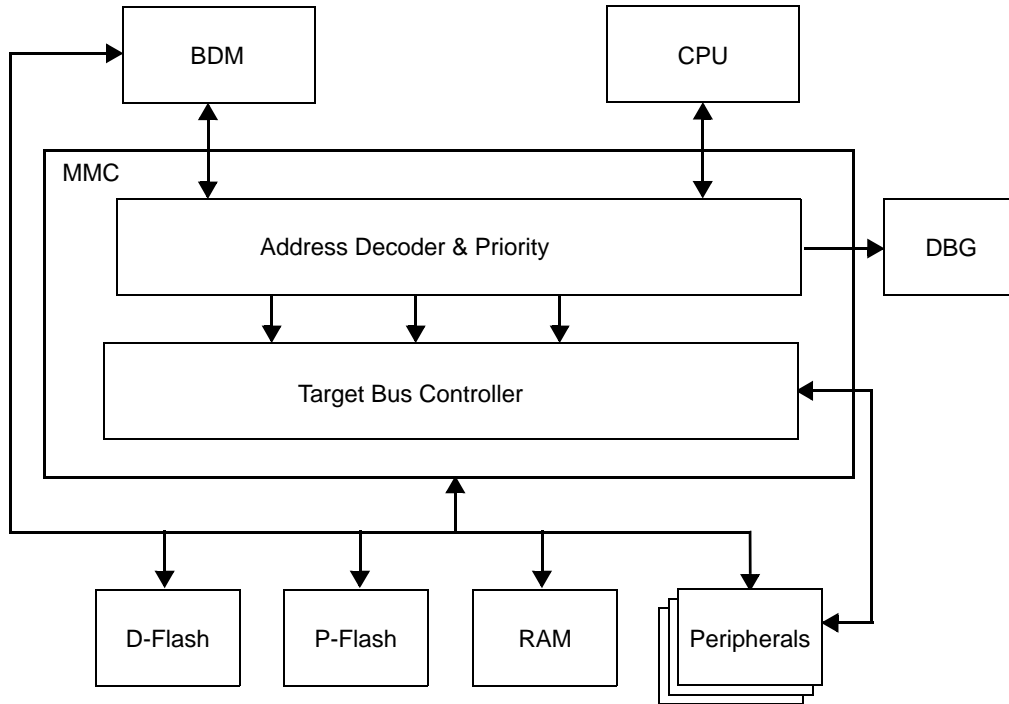 BDM
CPU
MMC
Address Decoder & Priority
DBG
Target Bus Controller
D-Flash
P-Flash
RAM
Peripherals